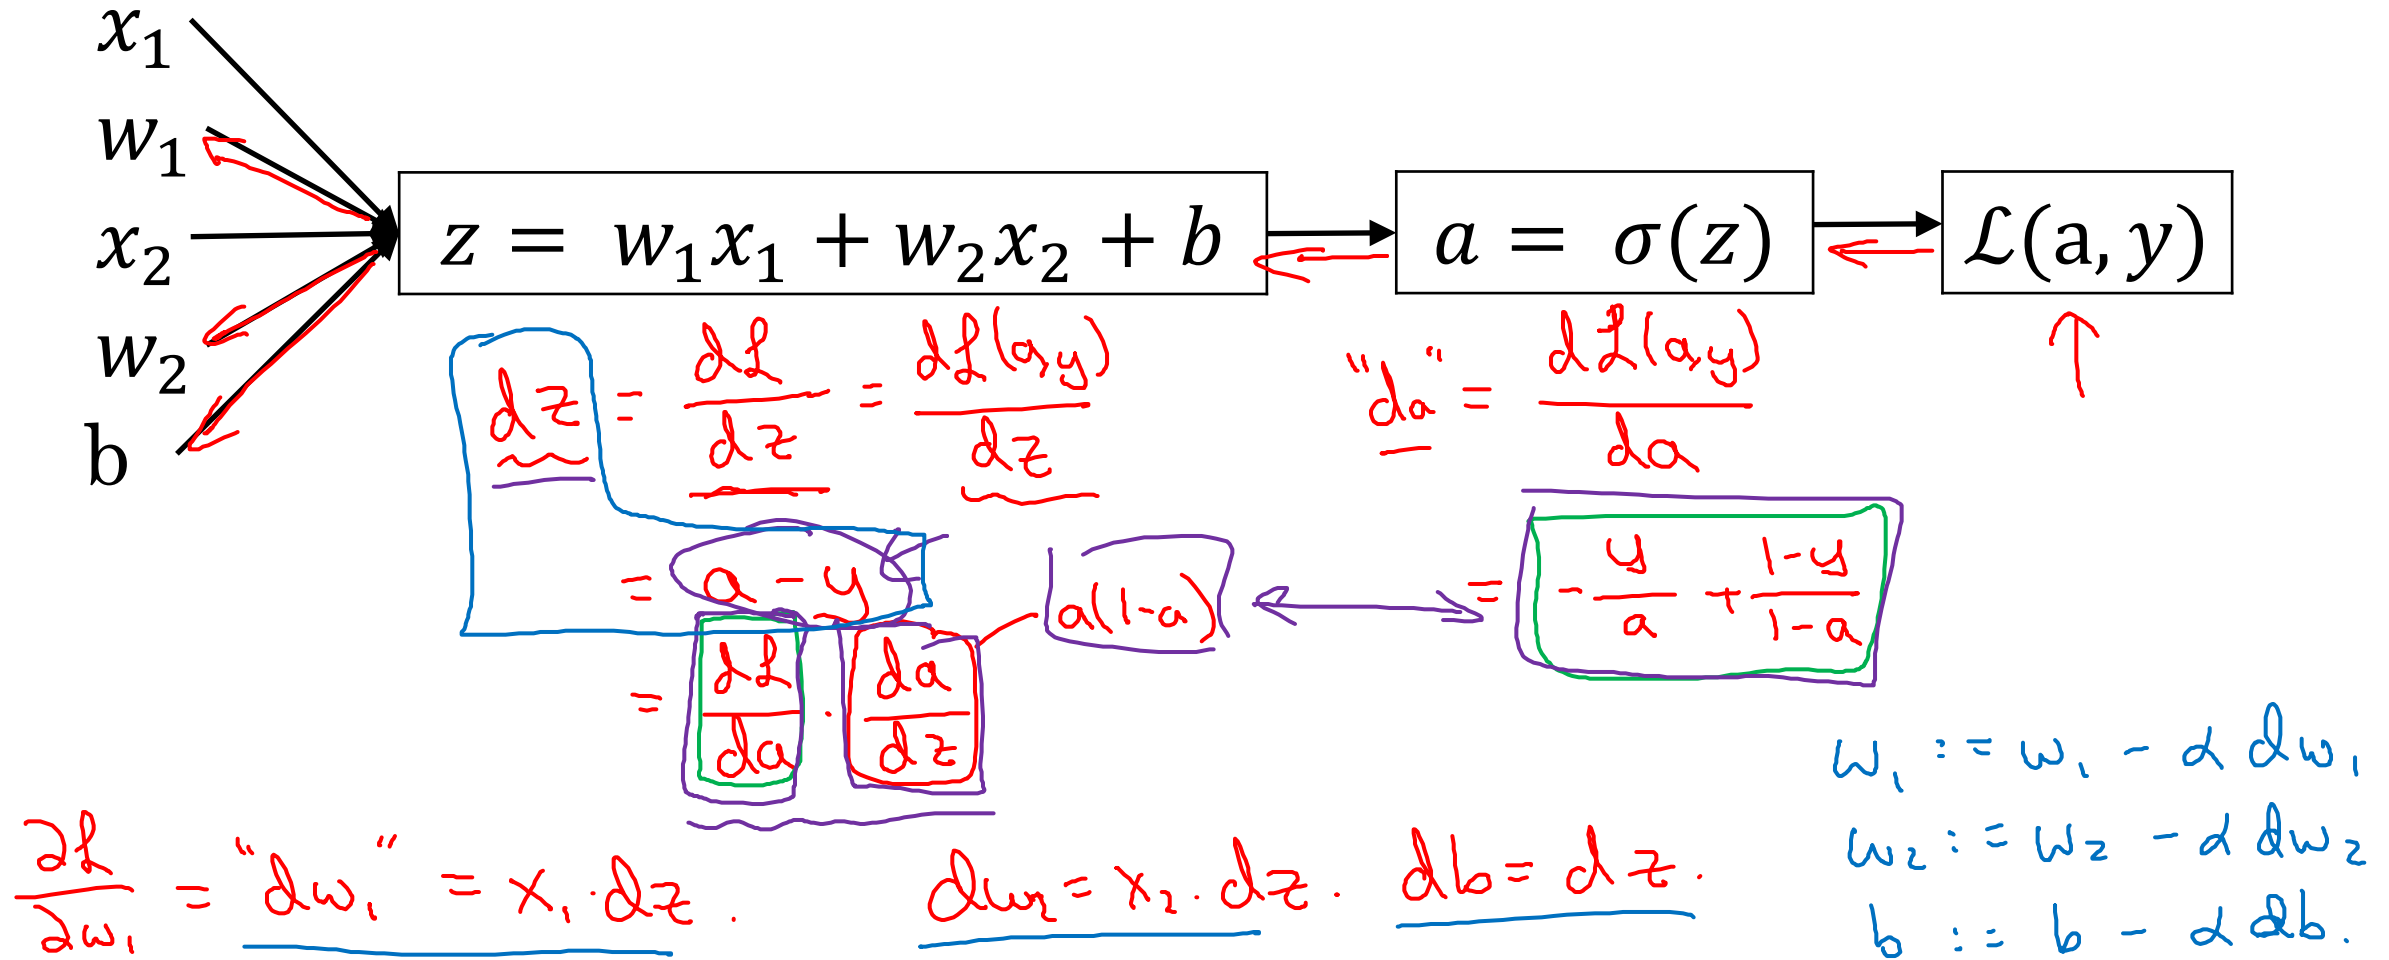 x₁
w₁
x₂
w₂
b
z = w₁x₁ + w₂x₂ + b
a = σ(z)
ℒ(a, y)
dz = dℒ/dz = dℒ(a,y)/dz
= a - y
= dℒ/da · da/dz
a(1-a)
"da" = dℒ(a,y)/da
= - y/a + (1-y)/(1-a)
∂ℒ/∂w₁ = "dw₁" = x₁·dz.
dw₂ = x₂·dz.
db = dz.
w₁ := w₁ - α dw₁
w₂ := w₂ - α dw₂
b := b - α db.